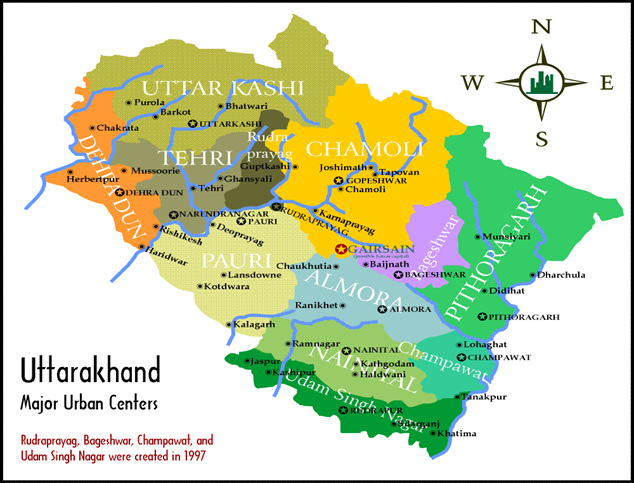 N
W
E
S
UTTAR KASHI
Purola
Barkot
Bhatwari
UTTARKASHI
Chakrata
DEHRADUN
Herbertpur
Mussoorie
DEHRA DUN
TEHRI
Rudra
prayag
Guptkashi
Ghansyali
Tehri
NARENDRANAGAR
PAURI
RUDRAPRAYAG
CHAMOLI
Joshimath
Tapovan
GOPESHWAR
Chamoli
Karnaprayag
Rishikesh
Deoprayag
Haridwar
PAURI
GAIRSAIN
(possible future capital)
Lansdowne
Kotdwara
Kalagarh
Chaukhutia
Baijnath
Bageshwar
BAGESHWAR
PITHORAGARH
Munsiyari
Dharchula
Didihat
PITHORAGARH
ALMORA
Ranikhet
ALMORA
Lohaghat
Champawat
CHAMPAWAT
Ramnagar
NAINITAL
NAINITAL
Kathgodam
Haldwani
Jaspur
Kashipur
Udam Singh Nagar
RUDRAPUR
Sitarganj
Khatima
Tanakpur
Uttarakhand
Major Urban Centers
Rudraprayag, Bageshwar, Champawat, and
Udam Singh Nagar were created in 1997